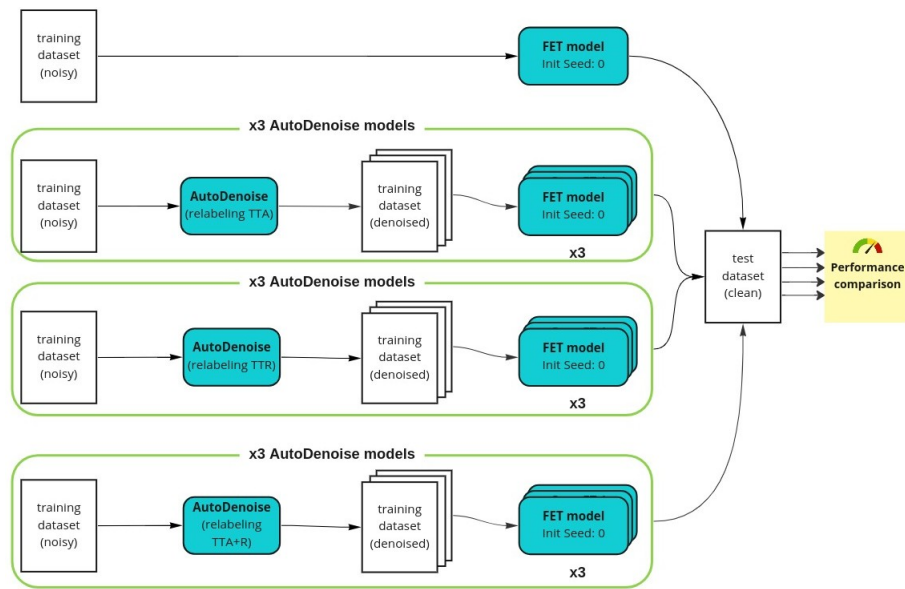 training
dataset
(noisy)
FET model
Init Seed: 0
x3 AutoDenoise models
training
dataset
(noisy)
AutoDenoise
(relabeling TTA)
training
dataset
(denoised)
FET model
Init Seed: 0
x3
x3 AutoDenoise models
training
dataset
(noisy)
AutoDenoise
(relabeling TTR)
training
dataset
(denoised)
FET model
Init Seed: 0
x3
x3 AutoDenoise models
training
dataset
(noisy)
AutoDenoise
(relabeling
TTA+R)
training
dataset
(denoised)
FET model
Init Seed: 0
x3
test
dataset
(clean)
Performance
comparison